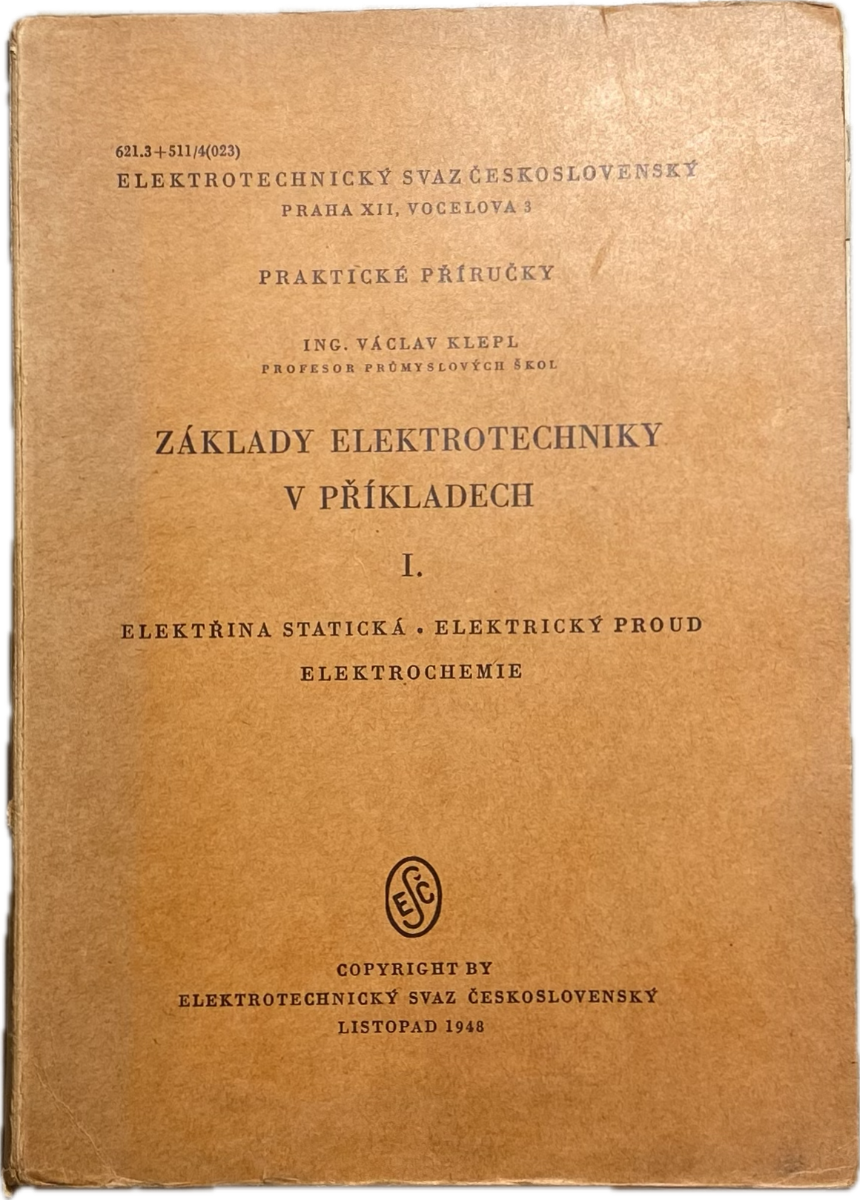 621.3+511/4(023)
ELEKTROTECHNICKÝ SVAZ ČESKOSLOVENSKÝ
PRAHA XII, VOCELOVA 3
PRAKTICKÉ PŘÍRUČKY
ING. VÁCLAV KLEPL
PROFESOR PRŮMYSLOVÝCH ŠKOL
ZÁKLADY ELEKTROTECHNIKY
V PŘÍKLADECH
I.
ELEKTŘINA STATICKÁ • ELEKTRICKÝ PROUD
ELEKTROCHEMIE
ESČ
COPYRIGHT BY
ELEKTROTECHNICKÝ SVAZ ČESKOSLOVENSKÝ
LISTOPAD 1948